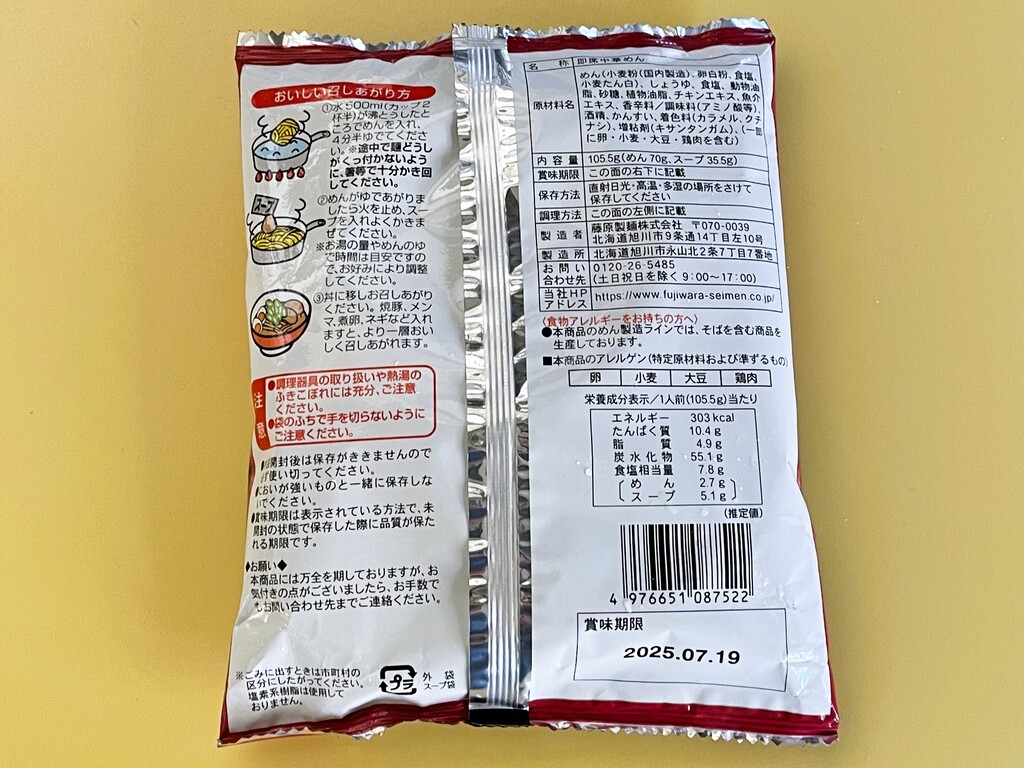 おいしい召しあがり方
①水500ml(カップ2
杯半)が沸とうしたと
ころでめんを入れ、
4分半ゆでてくださ
い。※途中で麺どうし
がくっ付かないよう
に、箸等で十分かき回
してください。
スープ
②めんがゆであがりま
したら火を止め、スー
プを入れよくかきま
ぜてください。
※お湯の量やめんのゆ
で時間は目安ですの
で、お好みにより調整
してください。
③丼に移しお召しあがり
ください。焼豚、メン
マ、煮卵、ネギなど入れ
ますと、より一層おい
しく召しあがれます。
注意
●調理器具の取り扱いや熱湯の
ふきこぼれには充分、ご注意
ください。
●袋のふちで手を切らないように
ご注意ください。
開封後は保存がききませんので
ず使い切ってください。
においが強いものと一緒に保存しな
いでください。
賞味期限は表示されている方法で、未
開封の状態で保存した際に品質が保た
れる期限です。
◆お願い◆
本商品には万全を期しておりますが、お
気付きの点がございましたら、お手数で
もお問い合わせ先までご連絡ください。
※ごみに出すときは市町村の
区分にしたがってください。
塩素系樹脂は使用して
おりません。
プラ
外 袋
スープ袋
名 称 即席中華めん
原材料名 めん(小麦粉(国内製造)、卵白粉、食塩、
小麦たん白)、しょうゆ、食塩、動物油
脂、砂糖、植物油脂、チキンエキス、魚介
エキス、香辛料/調味料(アミノ酸等)、
酒精、かんすい、着色料(カラメル、クチ
ナシ)、増粘剤(キサンタンガム)、(一部
に卵・小麦・大豆・鶏肉を含む)
内 容 量 105.5g(めん70g、スープ35.5g)
賞味期限 この面の右下に記載
保存方法 直射日光・高温・多湿の場所をさけて
保存してください
調理方法 この面の左側に記載
製 造 者 藤原製麺株式会社 〒070-0039
北海道旭川市9条通14丁目左10号
製 造 所 北海道旭川市永山北2条7丁目7番地
お 問 い
合わせ先 0120-26-5485
(土日祝日を除く 9:00~17:00)
当 社 H P
アドレス https://www.fujiwara-seimen.co.jp/
(食物アレルギーをお持ちの方へ)
●本商品のめん製造ラインでは、そばを含む商品を
生産しております。
■本商品のアレルゲン(特定原材料および準ずるもの)
卵 小麦 大豆 鶏肉
栄養成分表示/1人前(105.5g)当たり
エネルギー 303kcal
たんぱく質 10.4g
脂 質 4.9g
炭水化物 55.1g
食塩相当量 7.8g
めん 2.7g
スープ 5.1g
(推定値)
4 976651 087522
賞味期限
2025.07.19